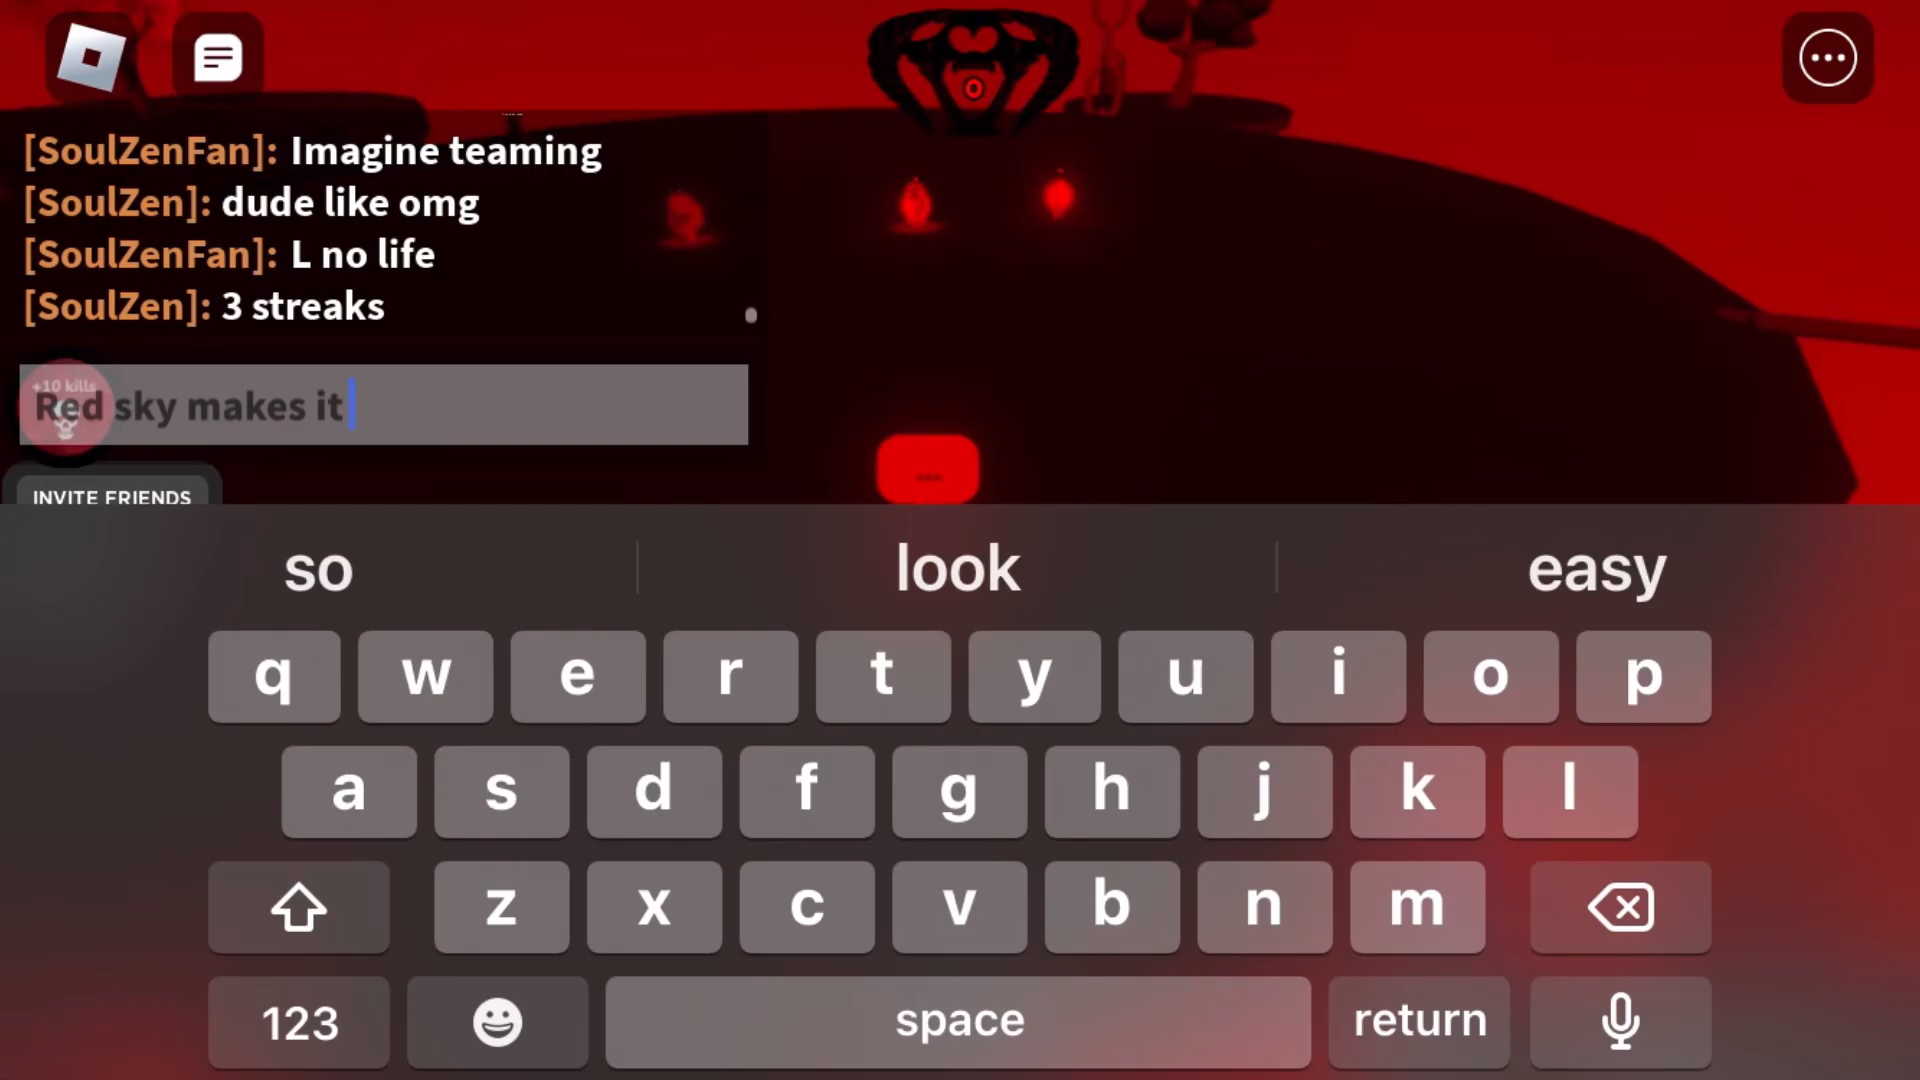 [SoulZenFan]: Imagine teaming
[SoulZen]: dude like omg
[SoulZenFan]: L no life
[SoulZen]: 3 streaks
+10 kills
Red sky makes it
INVITE FRIENDS
so look easy
q w e r t y u i o p
a s d f g h j k l
z x c v b n m
123 space return